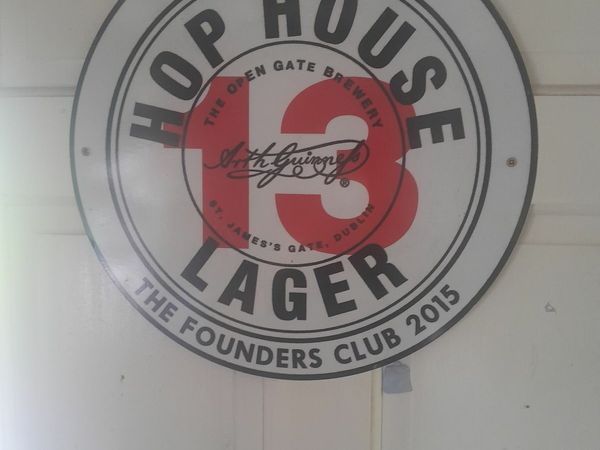 HOP HOUSE
THE OPEN GATE BREWERY
13
Arth Guinness
®
ST. JAMES'S GATE, DUBLIN
LAGER
THE FOUNDERS CLUB 2015